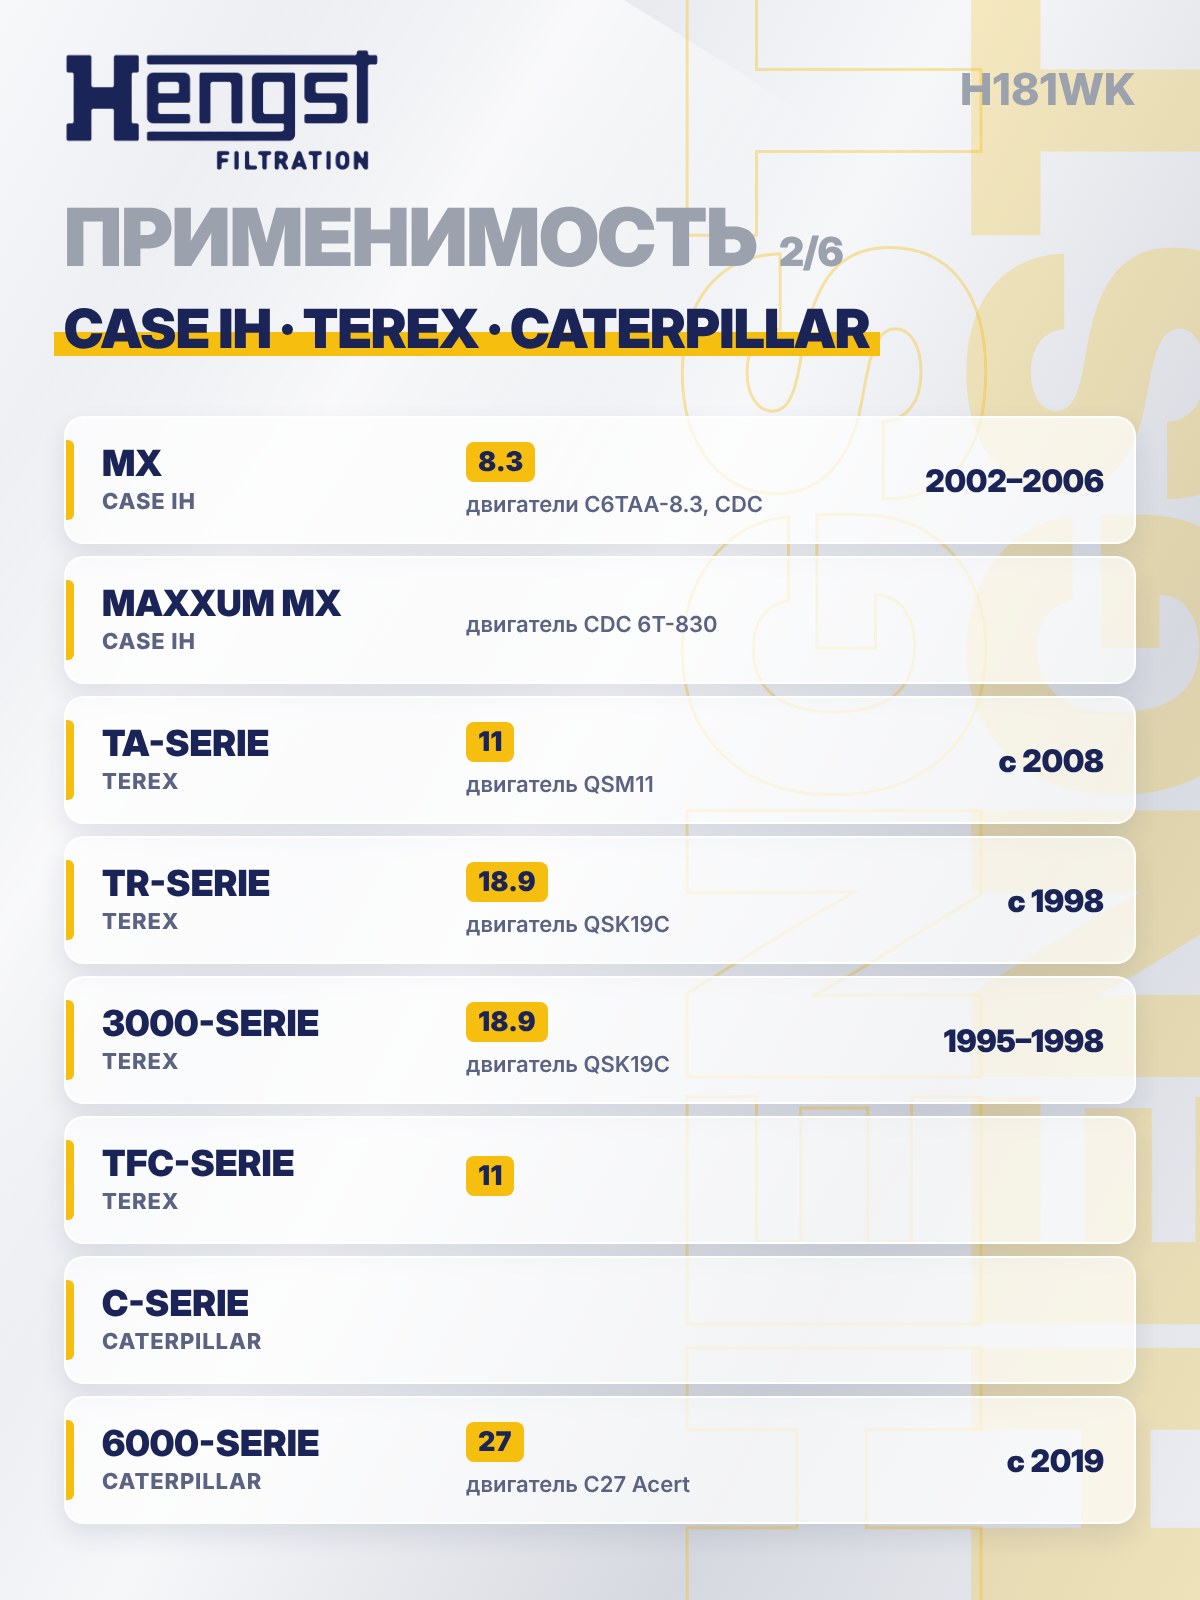 Hengst
FILTRATION
H181WK
ПРИМЕНИМОСТЬ 2/6
CASE IH · TEREX · CATERPILLAR
MX
CASE IH
8.3
двигатели C6TAA-8.3, CDC
2002–2006
MAXXUM MX
CASE IH
двигатель CDC 6T-830
TA-SERIE
TEREX
11
двигатель QSM11
с 2008
TR-SERIE
TEREX
18.9
двигатель QSK19C
с 1998
3000-SERIE
TEREX
18.9
двигатель QSK19C
1995–1998
TFC-SERIE
TEREX
11
C-SERIE
CATERPILLAR
6000-SERIE
CATERPILLAR
27
двигатель C27 Acert
с 2019
HENGST
HENGST